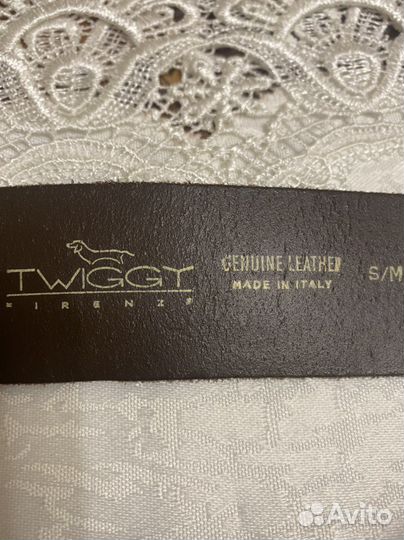 TWIGGY
FIRENZE
GENUINE LEATHER
MADE IN ITALY
S/M
Avito